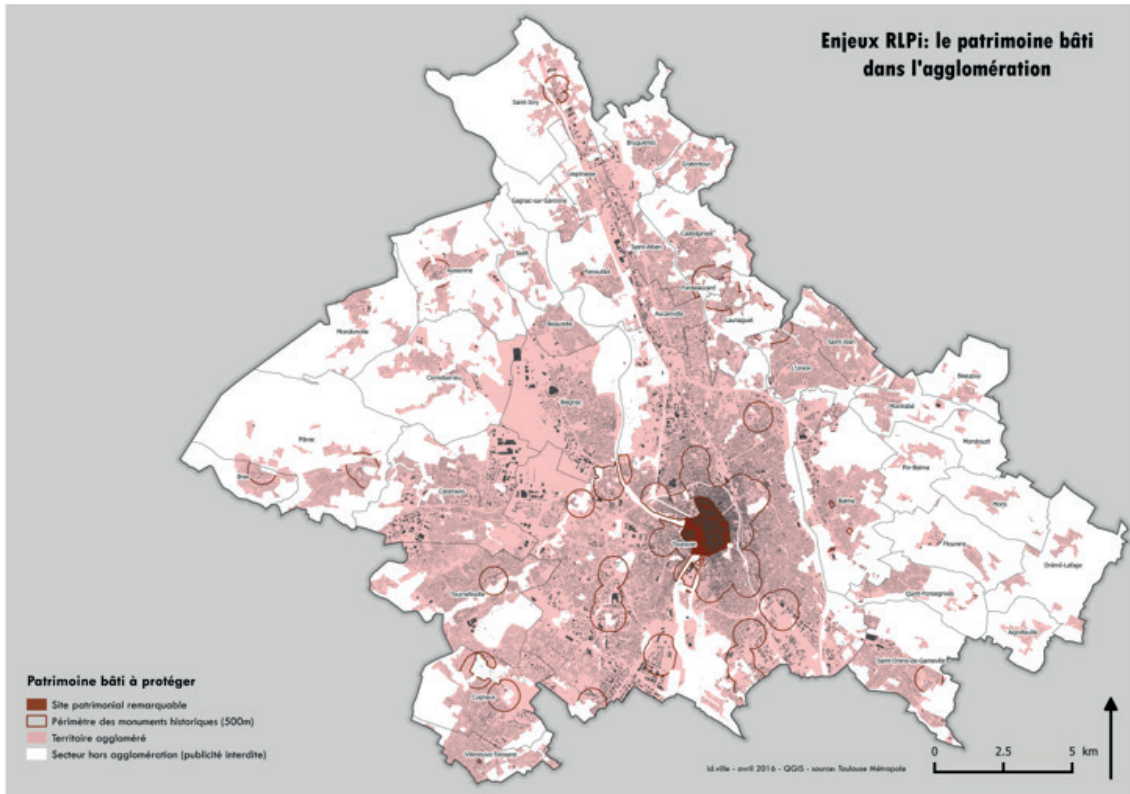 Enjeux RLPi: le patrimoine bâti
dans l'agglomération
Saint-Jory
Bruguières
Gratentour
Lespinasse
Gagnac-sur-Garonne
Castelginest
Saint-Alban
Seilh
Fenouillet
Aussonne
Fonbeauzard
Launaguet
Aucamville
Mondonville
Beauzelle
Saint-Jean
L'Union
Beaupuy
Cornebarrieu
Blagnac
Montrabé
Mondouzil
Pibrac
Pin-Balma
Brax
Colomiers
Balma
Mons
Toulouse
Flourens
Drémil-Lafage
Tournefeuille
Quint-Fonsegrives
Aigrefeuille
Saint-Orens-de-Gameville
Cugnaux
Villeneuve-Tolosane
Patrimoine bâti à protéger
Site patrimonial remarquable
Périmètre des monuments historiques (500m)
Territoire aggloméré
Secteur hors agglomération (publicité interdite)
id.ville - avril 2016 - QGIS - source: Toulouse Métropole
0 2.5 5 km